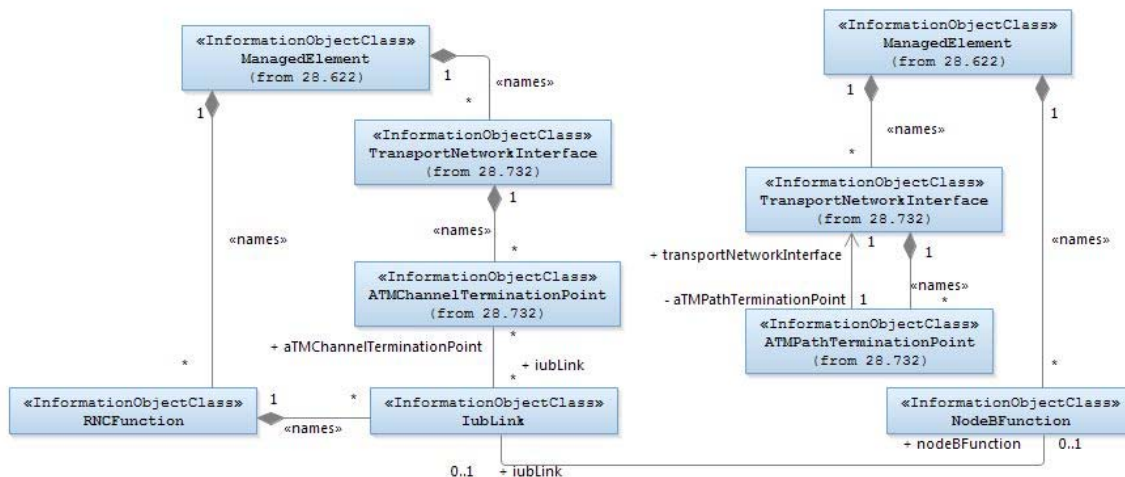 «InformationObjectClass»
ManagedElement
(from 28.622)
1
1
«names»
*
«InformationObjectClass»
TransportNetworkInterface
(from 28.732)
1
«names»
*
«names»
«InformationObjectClass»
ATMChannelTerminationPoint
(from 28.732)
*
+ aTMChannelTerminationPoint
+ iubLink
*
*
«InformationObjectClass»
RNCFunction
1
*
«names»
«InformationObjectClass»
IubLink
0..1
+ iubLink
«InformationObjectClass»
ManagedElement
(from 28.622)
1
1
«names»
*
«InformationObjectClass»
TransportNetworkInterface
(from 28.732)
1
1
+ transportNetworkInterface
«names»
«names»
- aTMPathTerminationPoint
1
*
«InformationObjectClass»
ATMPathTerminationPoint
(from 28.732)
*
«InformationObjectClass»
NodeBFunction
+ nodeBFunction
0..1